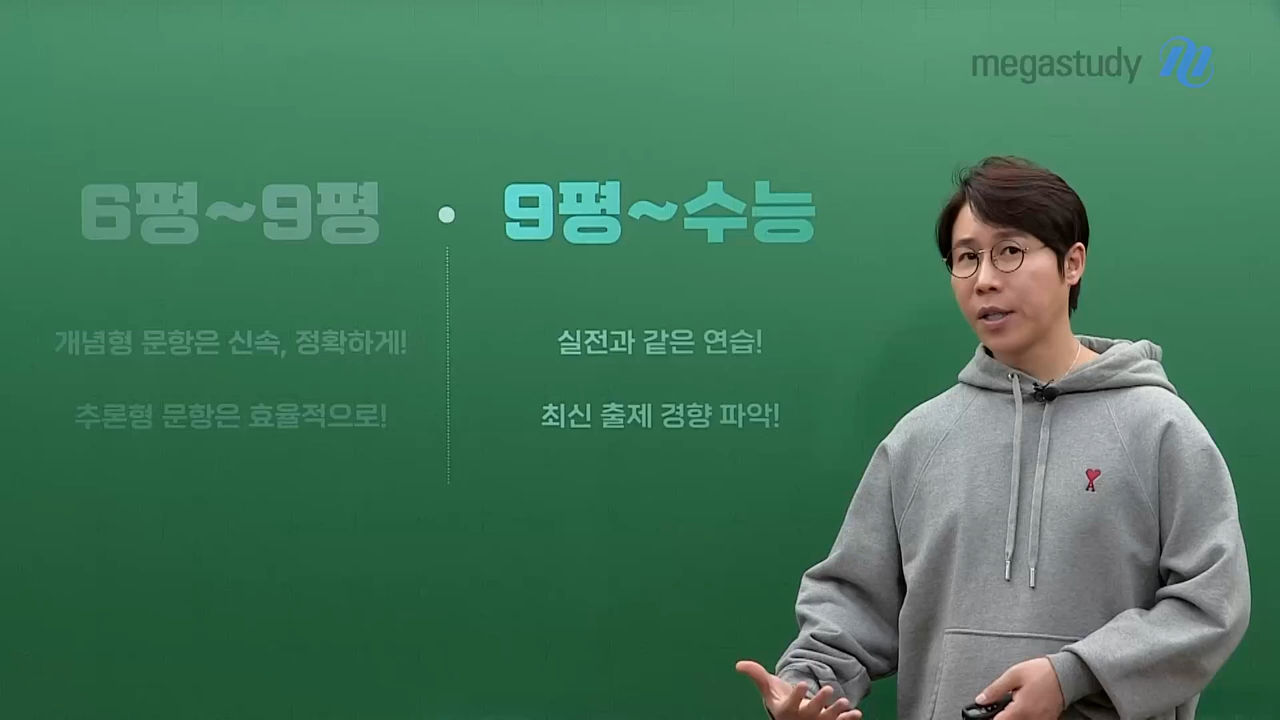 megastudy
6평~9평
9평~수능
개념형 문항은 신속, 정확하게!
추론형 문항은 효율적으로!
실전과 같은 연습!
최신 출제 경향 파악!